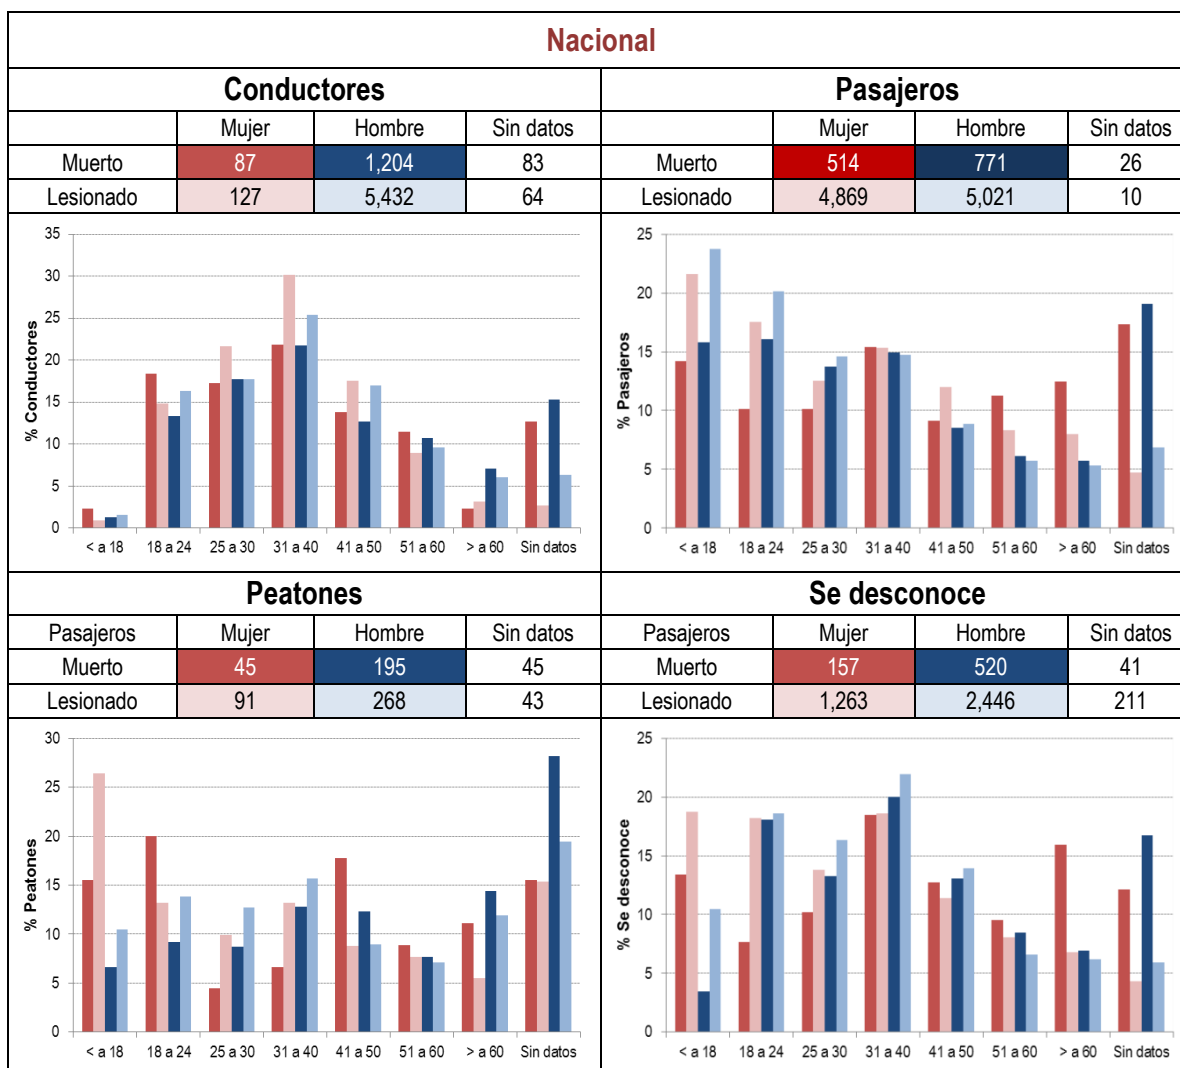 Nacional
Conductores
Mujer Hombre Sin datos
Muerto 87 1,204 83
Lesionado 127 5,432 64
% Conductores
35
30
25
20
15
10
5
0
< a 18 18 a 24 25 a 30 31 a 40 41 a 50 51 a 60 > a 60 Sin datos
Pasajeros
Mujer Hombre Sin datos
Muerto 514 771 26
Lesionado 4,869 5,021 10
% Pasajeros
25
20
15
10
5
0
< a 18 18 a 24 25 a 30 31 a 40 41 a 50 51 a 60 > a 60 Sin datos
Peatones
Pasajeros Mujer Hombre Sin datos
Muerto 45 195 45
Lesionado 91 268 43
% Peatones
30
25
20
15
10
5
0
< a 18 18 a 24 25 a 30 31 a 40 41 a 50 51 a 60 > a 60 Sin datos
Se desconoce
Pasajeros Mujer Hombre Sin datos
Muerto 157 520 41
Lesionado 1,263 2,446 211
% Se desconoce
25
20
15
10
5
0
< a 18 18 a 24 25 a 30 31 a 40 41 a 50 51 a 60 > a 60 Sin datos